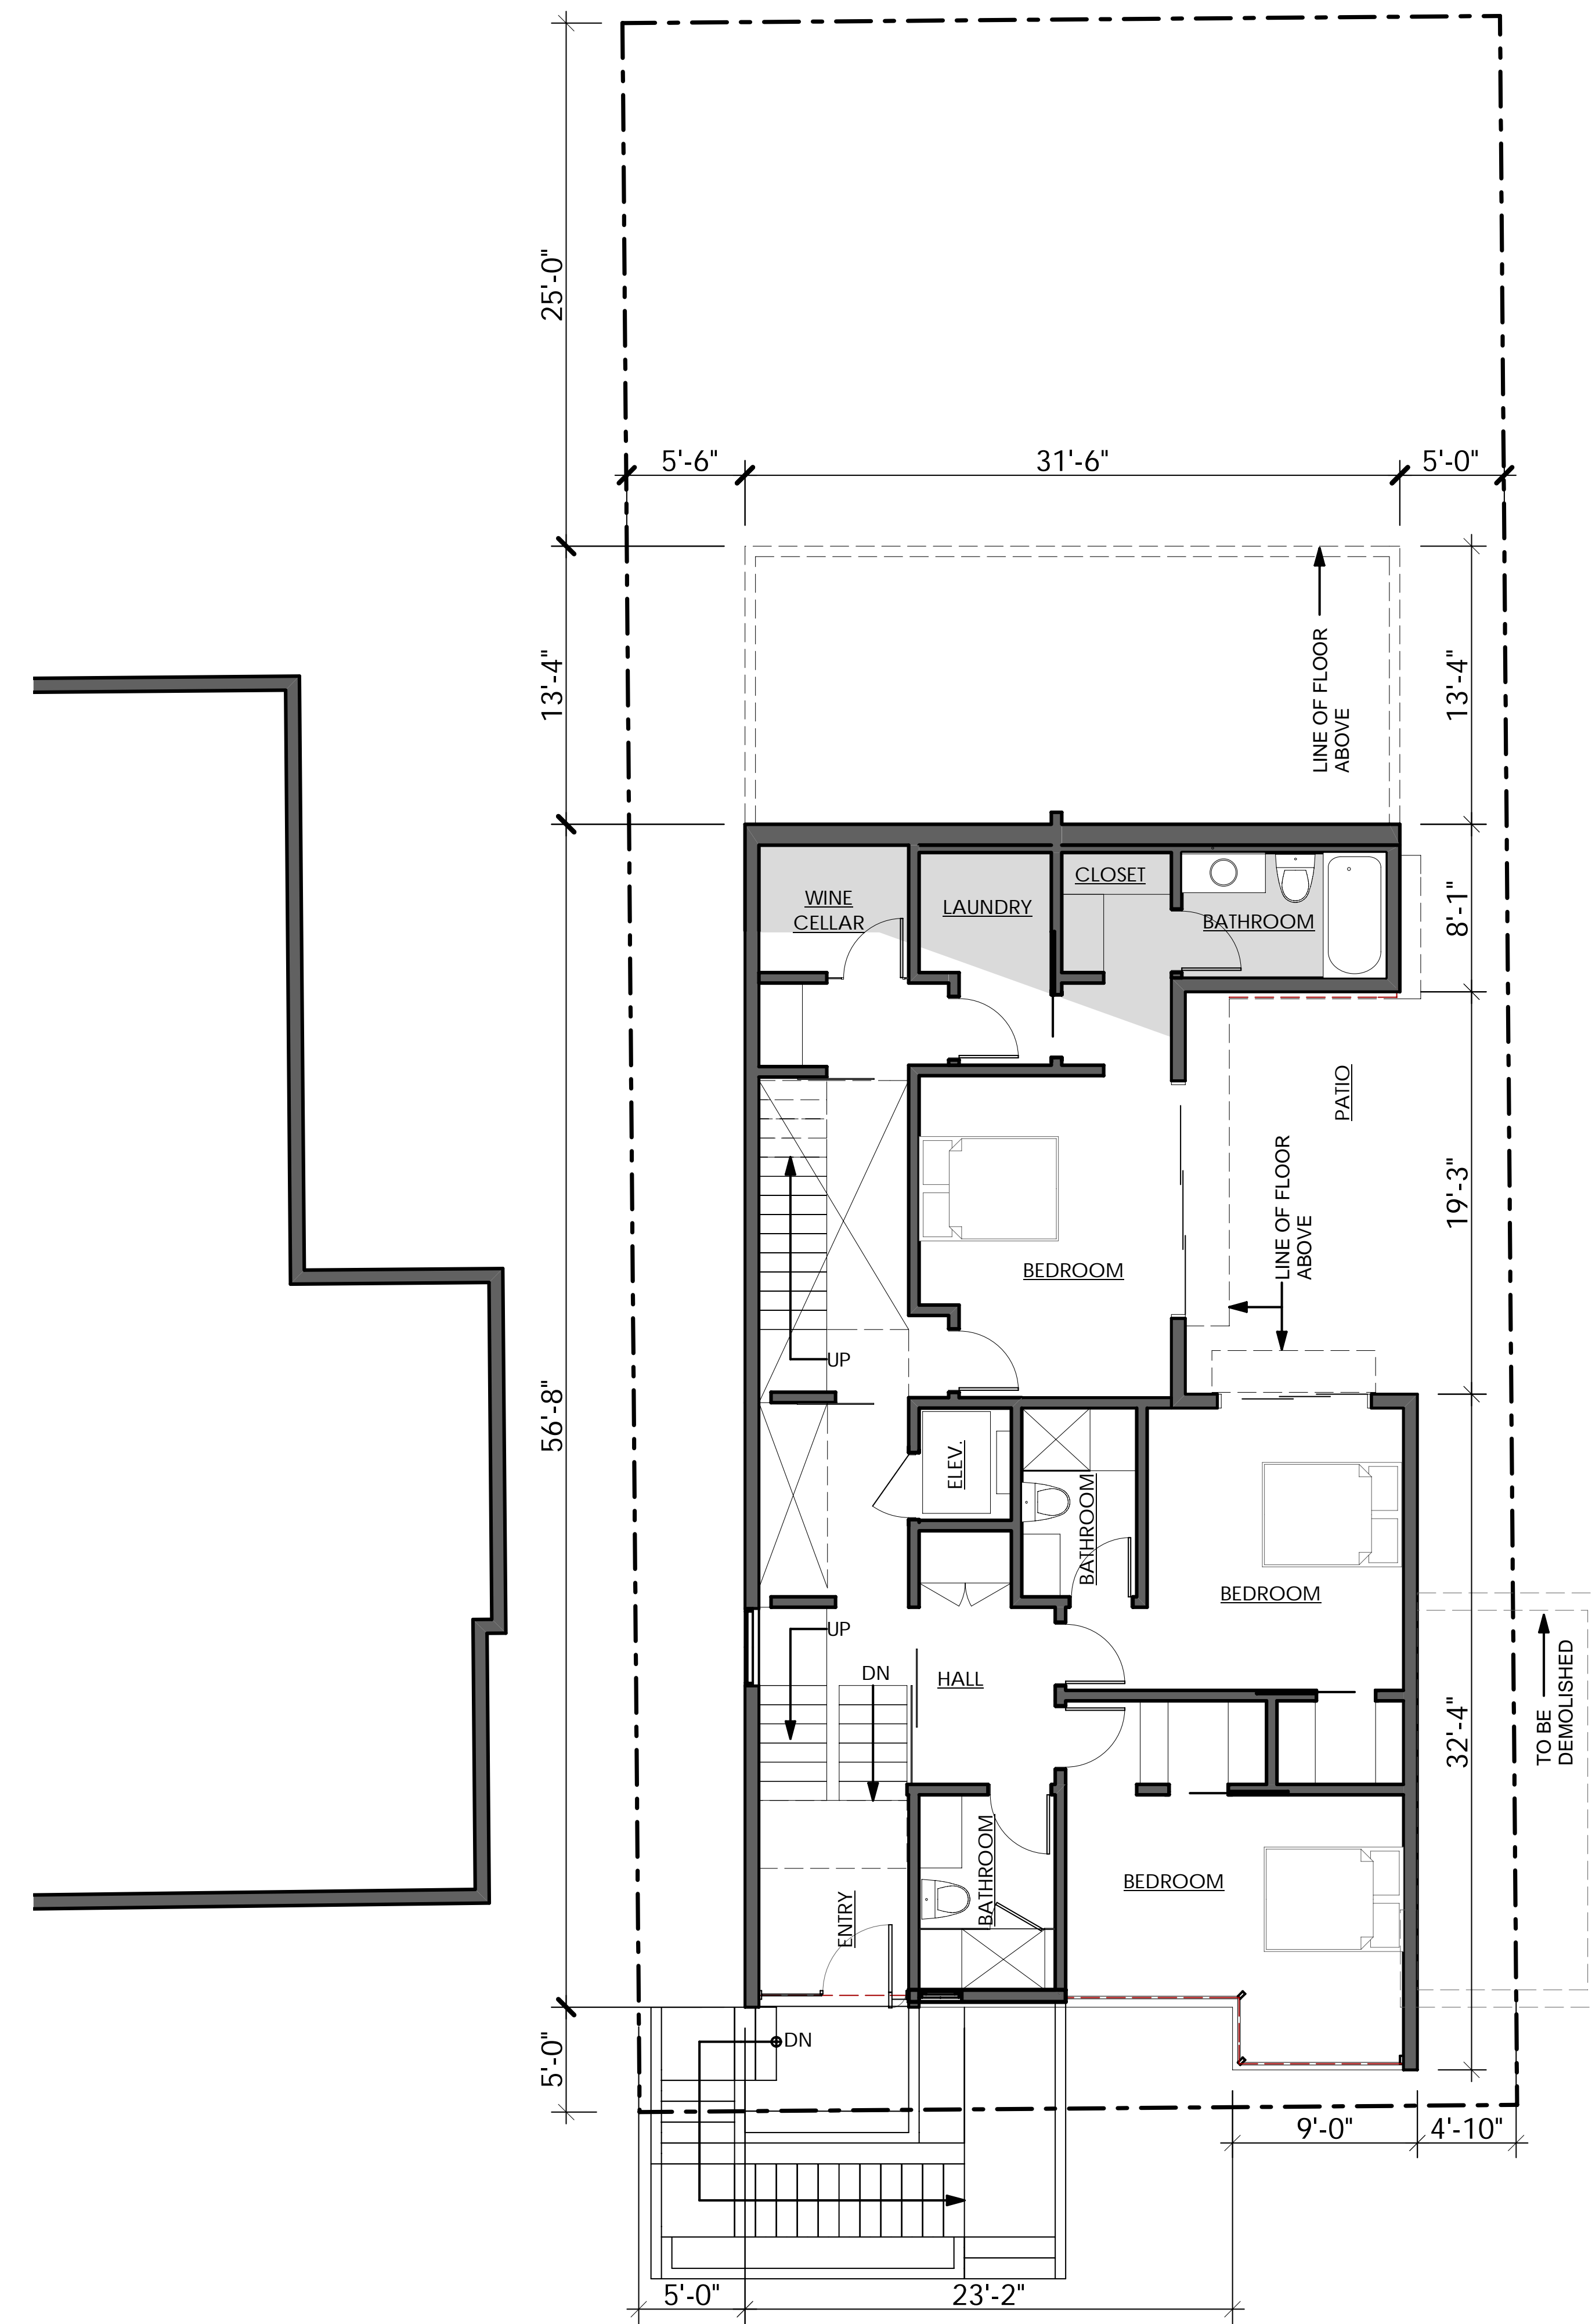 25'-0"
5'-6"
31'-6"
5'-0"
13'-4"
LINE OF FLOOR
ABOVE
13'-4"
WINE
CELLAR
LAUNDRY
CLOSET
BATHROOM
8'-1"
PATIO
19'-3"
LINE OF FLOOR
ABOVE
BEDROOM
UP
56'-8"
ELEV.
BATHROOM
BEDROOM
UP
DN
HALL
TO BE
DEMOLISHED
32'-4"
BATHROOM
BEDROOM
ENTRY
DN
5'-0"
9'-0"
4'-10"
5'-0"
23'-2"